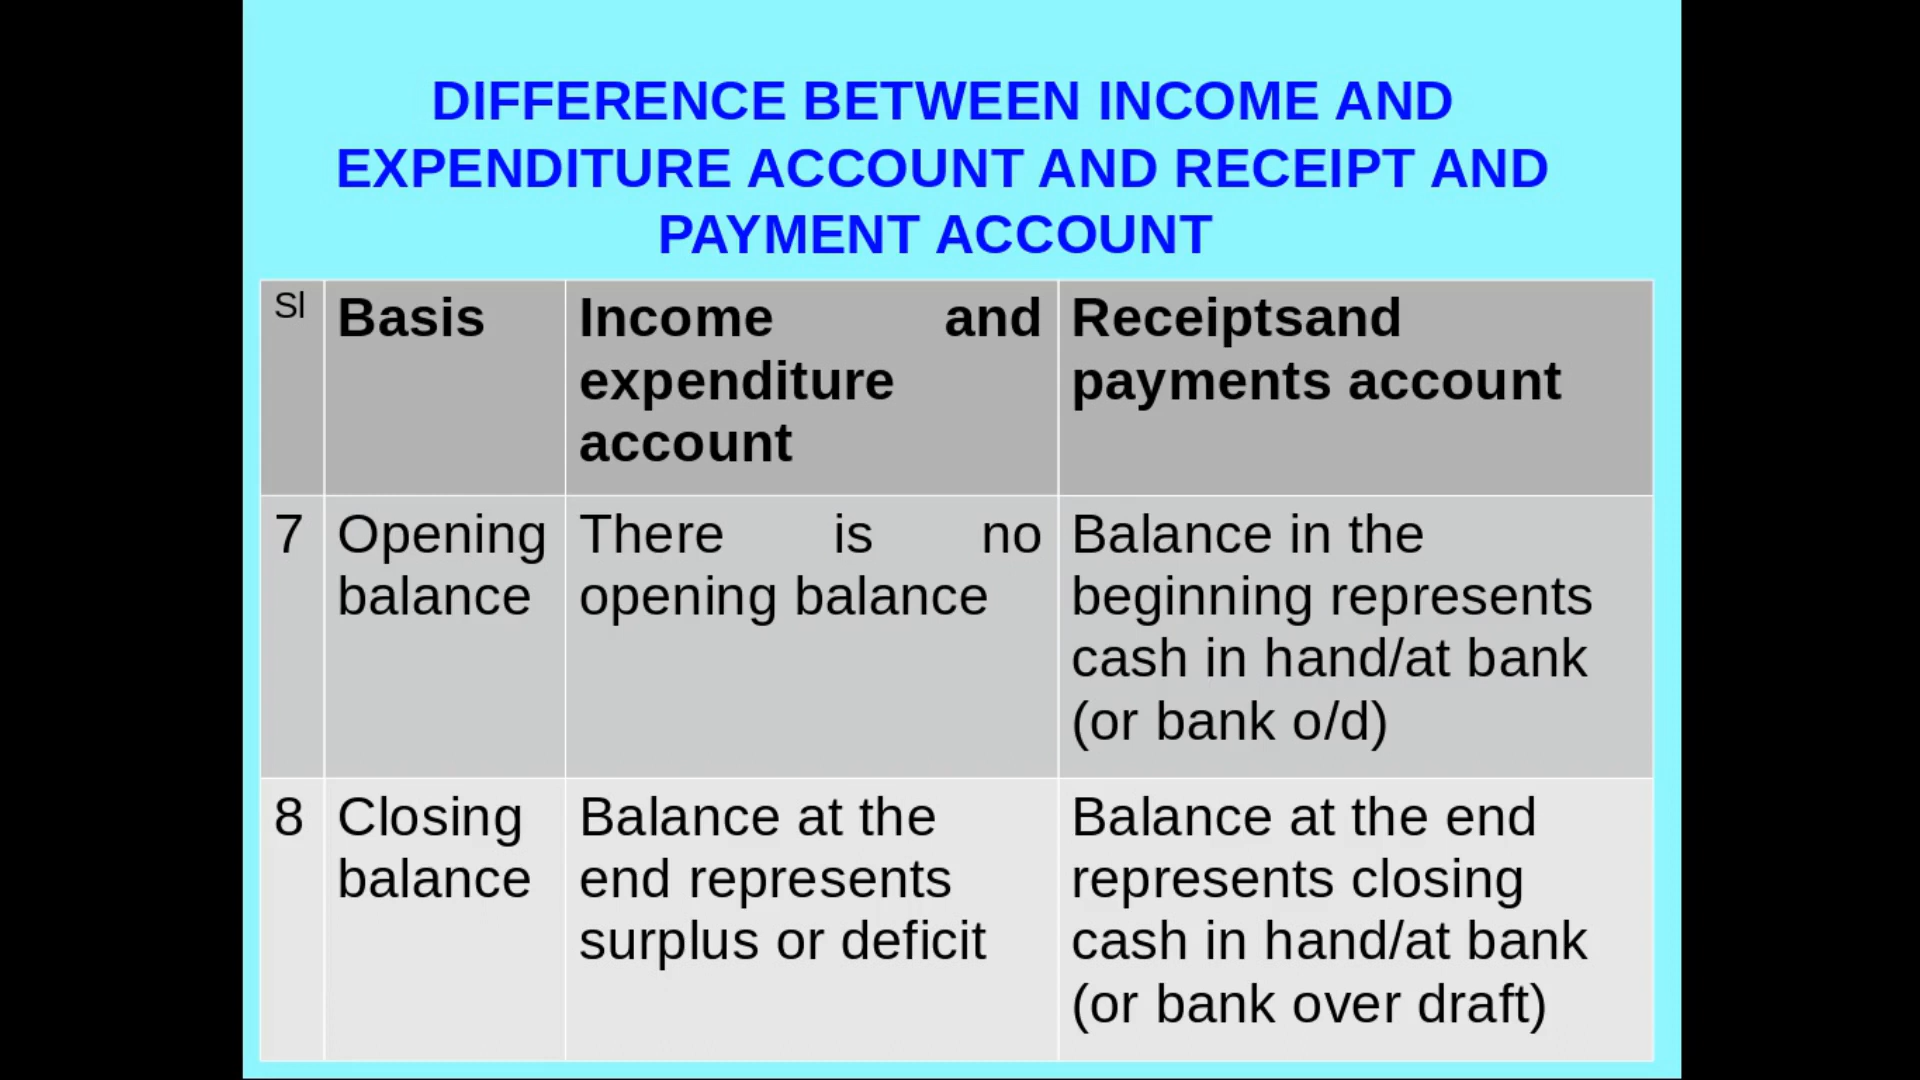 DIFFERENCE BETWEEN INCOME AND
EXPENDITURE ACCOUNT AND RECEIPT AND
PAYMENT ACCOUNT
Sl
Basis
Income and
expenditure
account
Receiptsand
payments account
7
Opening
balance
There is no
opening balance
Balance in the
beginning represents
cash in hand/at bank
(or bank o/d)
8
Closing
balance
Balance at the
end represents
surplus or deficit
Balance at the end
represents closing
cash in hand/at bank
(or bank over draft)